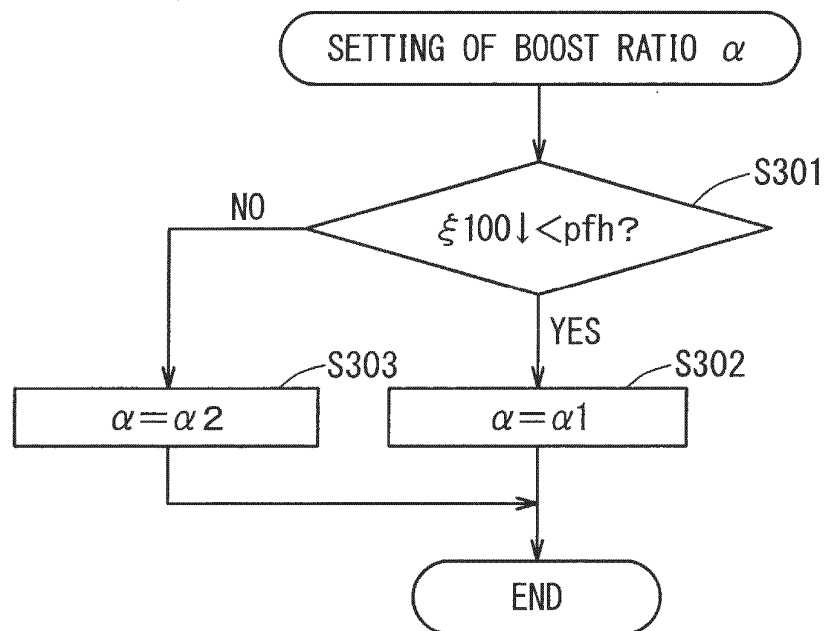 SETTING OF BOOST RATIO α
S301
NO
ξ100↓<pfh?
YES
S303
S302
α=α2
α=α1
END